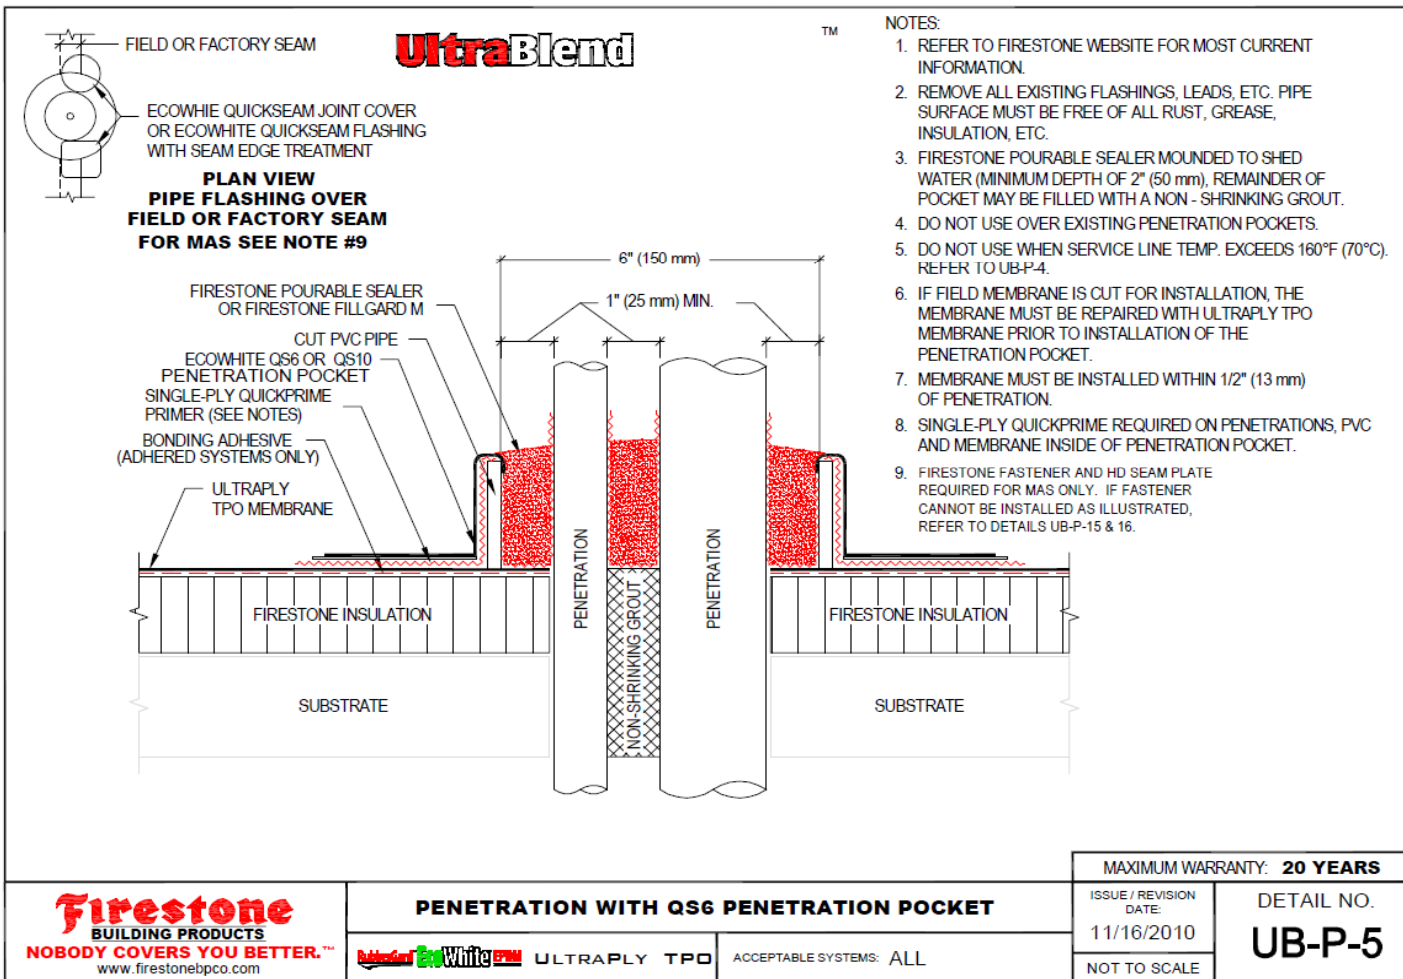 FIELD OR FACTORY SEAM
UltraBlend
TM
ECOWHIE QUICKSEAM JOINT COVER
OR ECOWHITE QUICKSEAM FLASHING
WITH SEAM EDGE TREATMENT
PLAN VIEW
PIPE FLASHING OVER
FIELD OR FACTORY SEAM
FOR MAS SEE NOTE #9
NOTES:
1. REFER TO FIRESTONE WEBSITE FOR MOST CURRENT
INFORMATION.
2. REMOVE ALL EXISTING FLASHINGS, LEADS, ETC. PIPE
SURFACE MUST BE FREE OF ALL RUST, GREASE,
INSULATION, ETC.
3. FIRESTONE POURABLE SEALER MOUNDED TO SHED
WATER (MINIMUM DEPTH OF 2" (50 mm), REMAINDER OF
POCKET MAY BE FILLED WITH A NON - SHRINKING GROUT.
4. DO NOT USE OVER EXISTING PENETRATION POCKETS.
5. DO NOT USE WHEN SERVICE LINE TEMP. EXCEEDS 160°F (70°C).
REFER TO UB-P-4.
6. IF FIELD MEMBRANE IS CUT FOR INSTALLATION, THE
MEMBRANE MUST BE REPAIRED WITH ULTRAPLY TPO
MEMBRANE PRIOR TO INSTALLATION OF THE
PENETRATION POCKET.
7. MEMBRANE MUST BE INSTALLED WITHIN 1/2" (13 mm)
OF PENETRATION.
8. SINGLE-PLY QUICKPRIME REQUIRED ON PENETRATIONS, PVC
AND MEMBRANE INSIDE OF PENETRATION POCKET.
9. FIRESTONE FASTENER AND HD SEAM PLATE
REQUIRED FOR MAS ONLY. IF FASTENER
CANNOT BE INSTALLED AS ILLUSTRATED,
REFER TO DETAILS UB-P-15 & 16.
6" (150 mm)
1" (25 mm) MIN.
FIRESTONE POURABLE SEALER
OR FIRESTONE FILLGARD M
CUT PVC PIPE
ECOWHITE QS6 OR QS10
PENETRATION POCKET
SINGLE-PLY QUICKPRIME
PRIMER (SEE NOTES)
BONDING ADHESIVE
(ADHERED SYSTEMS ONLY)
ULTRAPLY
TPO MEMBRANE
PENETRATION
NON-SHRINKING GROUT
PENETRATION
FIRESTONE INSULATION
FIRESTONE INSULATION
SUBSTRATE
SUBSTRATE
MAXIMUM WARRANTY: 20 YEARS
Firestone
BUILDING PRODUCTS
NOBODY COVERS YOU BETTER.™
www.firestonebpco.com
PENETRATION WITH QS6 PENETRATION POCKET
RubberGard EcoWhite EPDM ULTRAPLY TPO
ACCEPTABLE SYSTEMS: ALL
ISSUE / REVISION
DATE:
11/16/2010
NOT TO SCALE
DETAIL NO.
UB-P-5